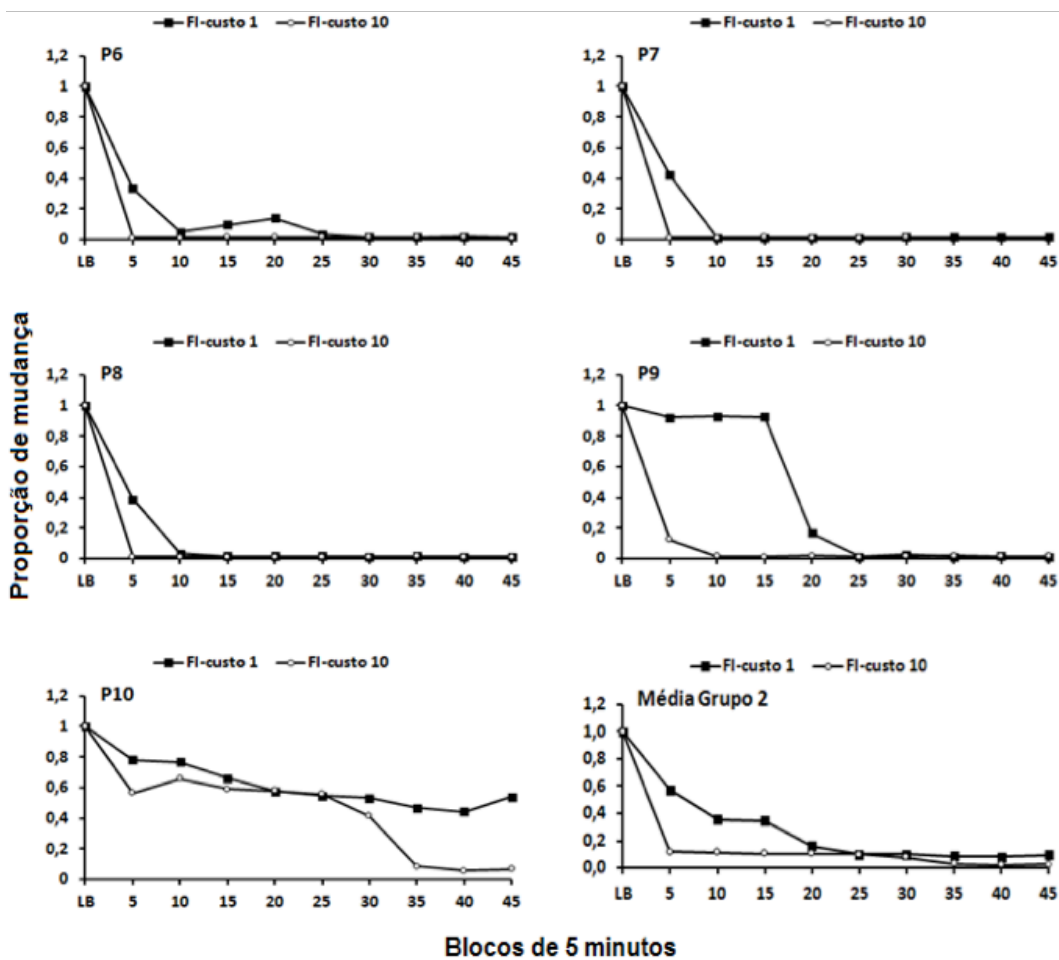 FI-custo 1 FI-custo 10
P6
1,2
1
0,8
0,6
0,4
0,2
0
LB 5 10 15 20 25 30 35 40 45
FI-custo 1 FI-custo 10
P7
1,2
1
0,8
0,6
0,4
0,2
0
LB 5 10 15 20 25 30 35 40 45
Proporção de mudança
FI-custo 1 FI-custo 10
P8
1,2
1
0,8
0,6
0,4
0,2
0
LB 5 10 15 20 25 30 35 40 45
FI-custo 1 FI-custo 10
P9
1,2
1
0,8
0,6
0,4
0,2
0
LB 5 10 15 20 25 30 35 40 45
FI-custo 1 FI-custo 10
P10
1,2
1
0,8
0,6
0,4
0,2
0
LB 5 10 15 20 25 30 35 40 45
FI-custo 1 FI-custo 10
Média Grupo 2
1,2
1,0
0,8
0,6
0,4
0,2
0,0
LB 5 10 15 20 25 30 35 40 45
Blocos de 5 minutos